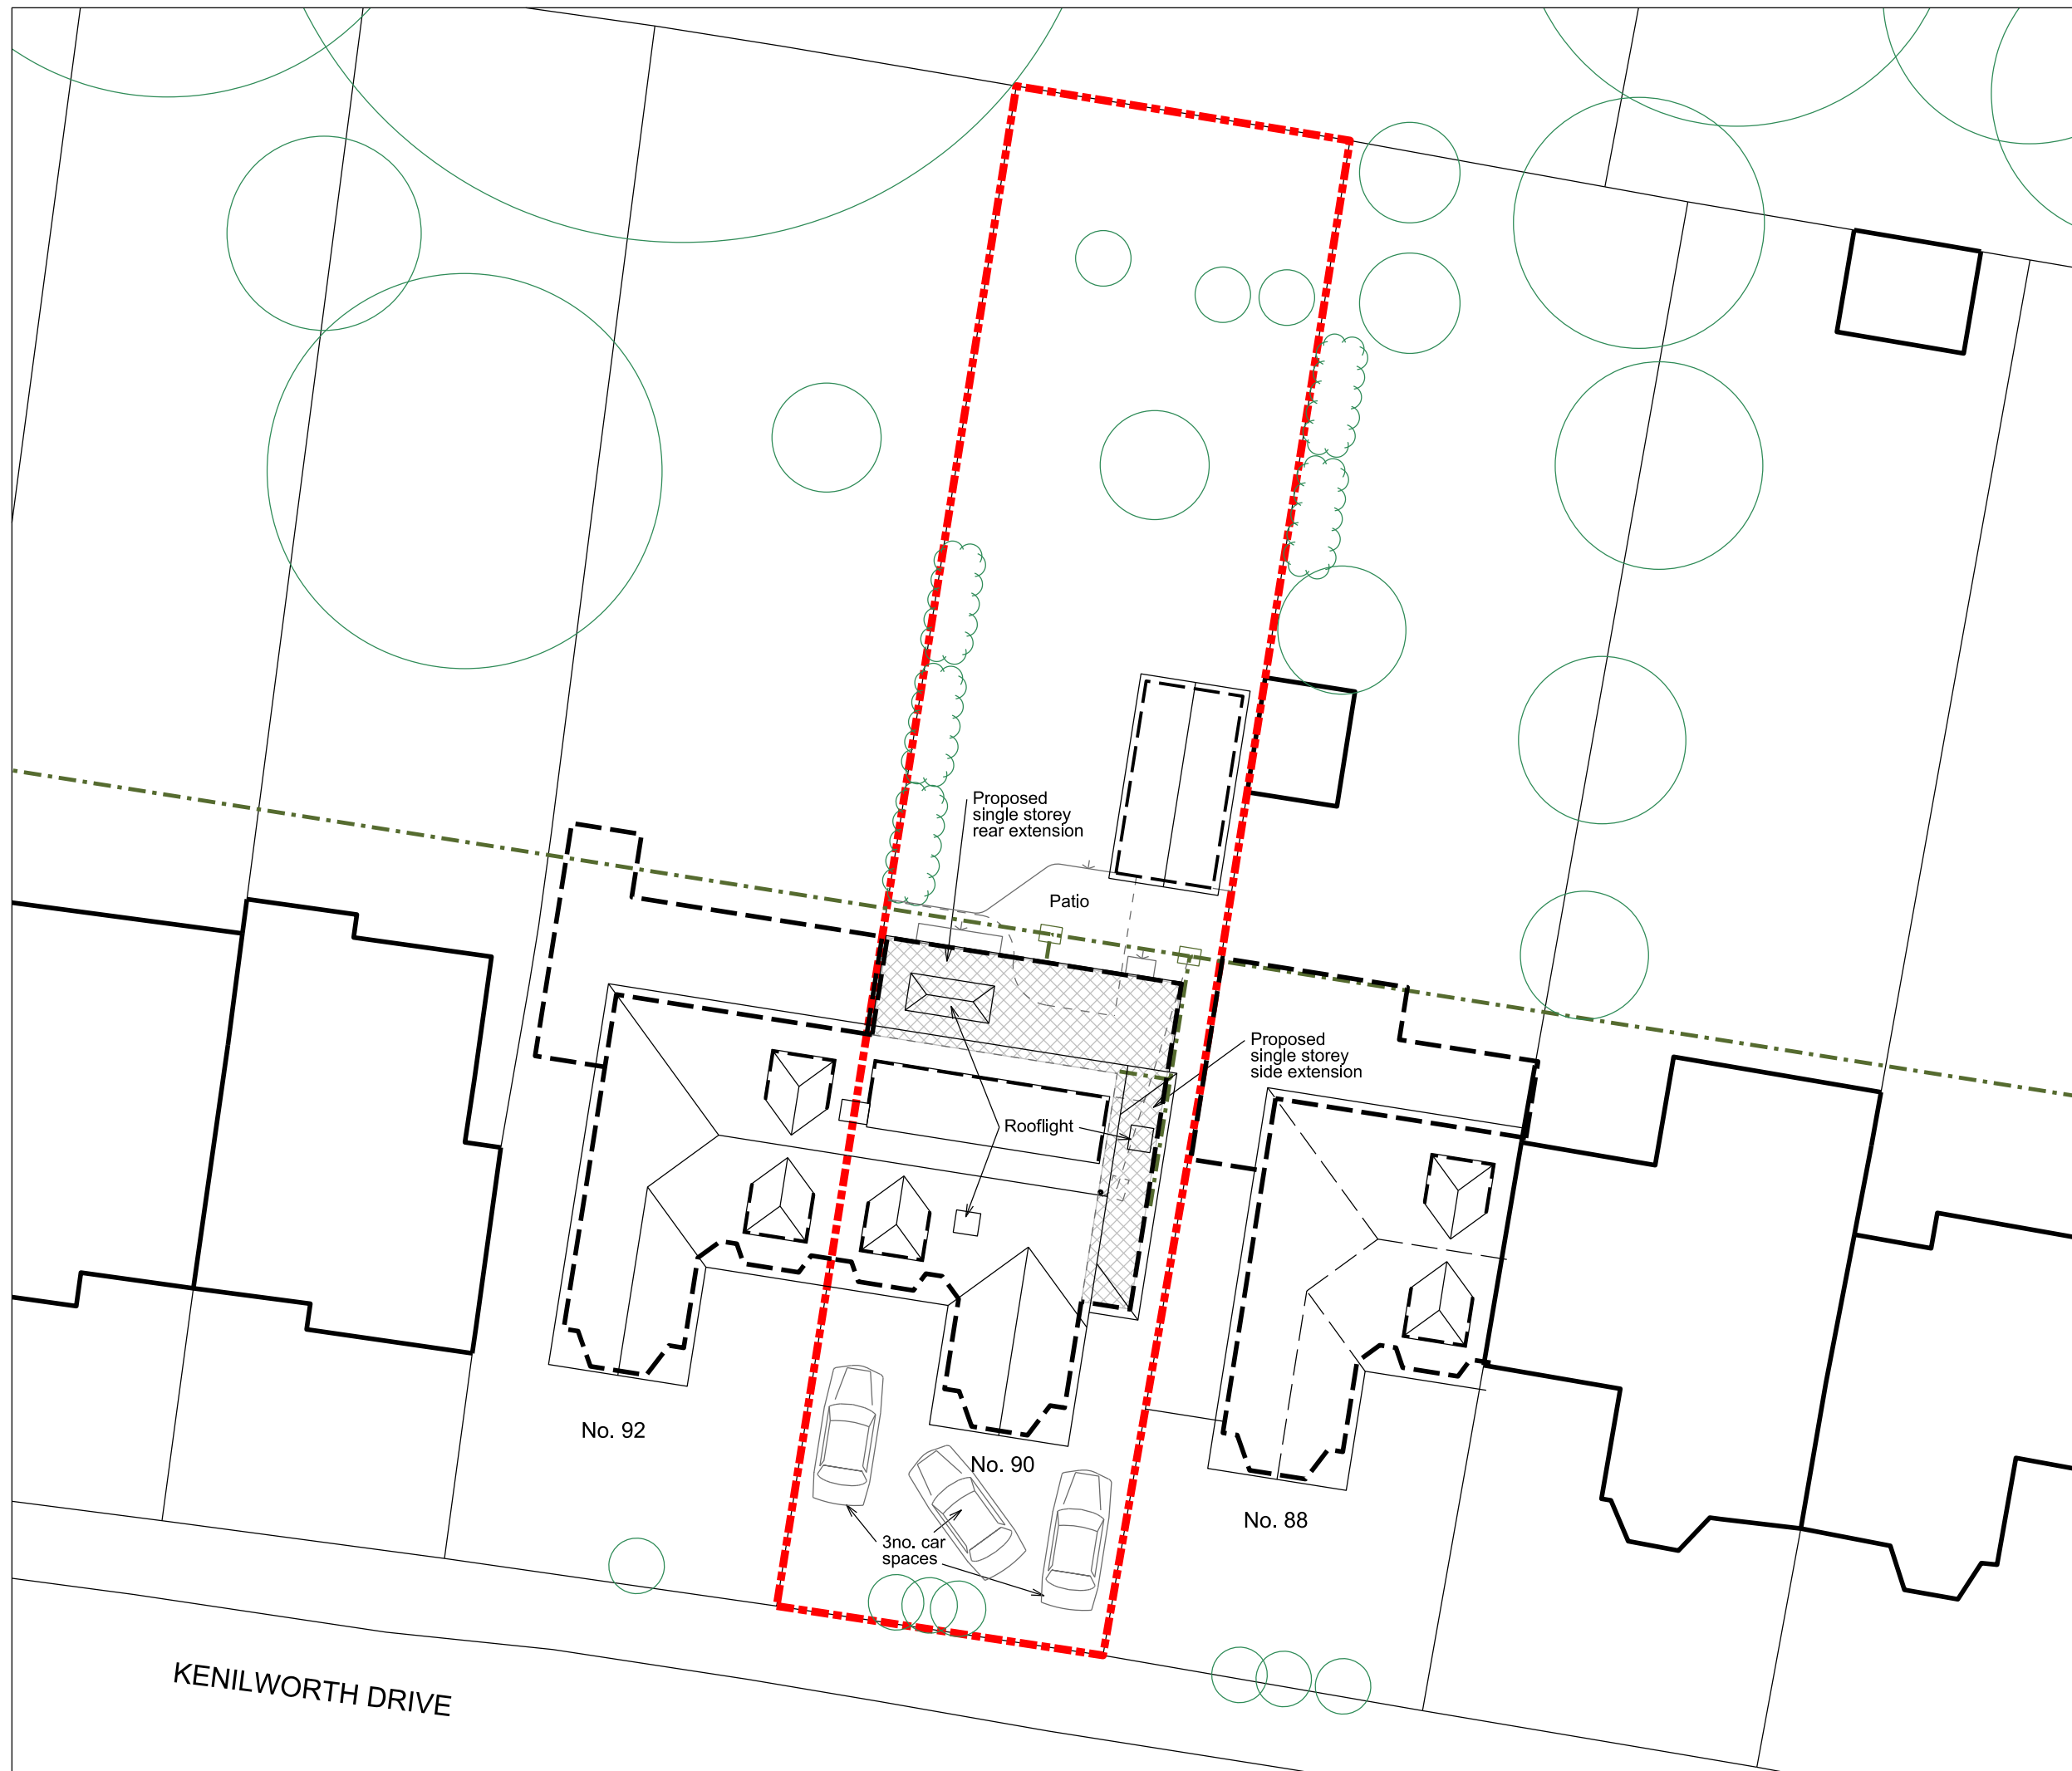 Proposed
single storey
rear extension
Patio
Proposed
single storey
side extension
Rooflight
No. 92
No. 90
No. 88
3no. car
spaces
KENILWORTH DRIVE